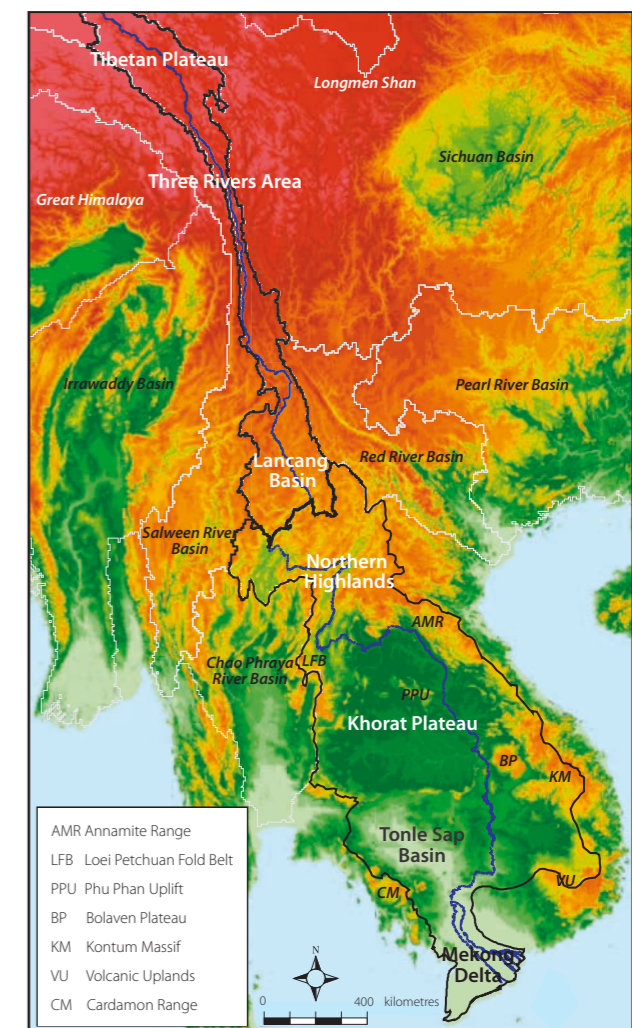 Tibetan Plateau
Longmen Shan
Sichuan Basin
Three Rivers Area
Great Himalaya
Irrawaddy Basin
Pearl River Basin
Lancang
Basin
Red River Basin
Salween River
Basin
Northern
Highlands
AMR
Chao Phraya
River Basin
LFB
PPU
Khorat Plateau
BP
KM
Tonle Sap
Basin
VU
CM
Mekong
Delta
AMR Annamite Range
LFB Loei Petchuan Fold Belt
PPU Phu Phan Uplift
BP Bolaven Plateau
KM Kontum Massif
VU Volcanic Uplands
CM Cardamon Range
N
0 400 kilometres